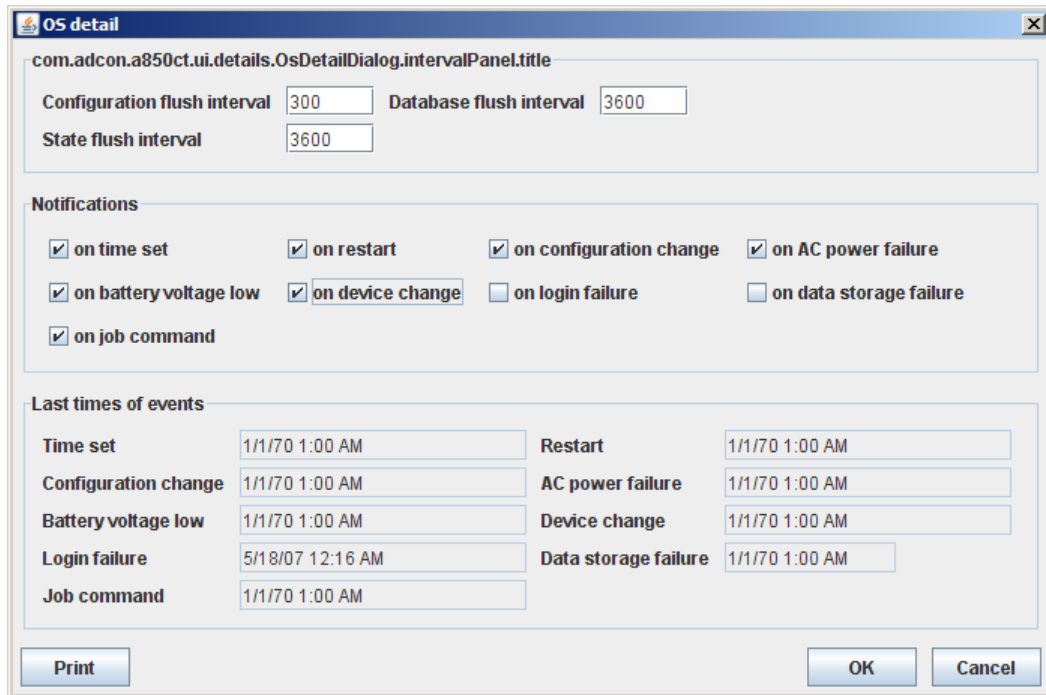 OS detail
com.adcon.a850ct.ui.details.OsDetailDialog.intervalPanel.title
Configuration flush interval 300 Database flush interval 3600
State flush interval 3600
Notifications
on time set on restart on configuration change on AC power failure
on battery voltage low on device change on login failure on data storage failure
on job command
Last times of events
Time set 1/1/70 1:00 AM Restart 1/1/70 1:00 AM
Configuration change 1/1/70 1:00 AM AC power failure 1/1/70 1:00 AM
Battery voltage low 1/1/70 1:00 AM Device change 1/1/70 1:00 AM
Login failure 5/18/07 12:16 AM Data storage failure 1/1/70 1:00 AM
Job command 1/1/70 1:00 AM
Print OK Cancel